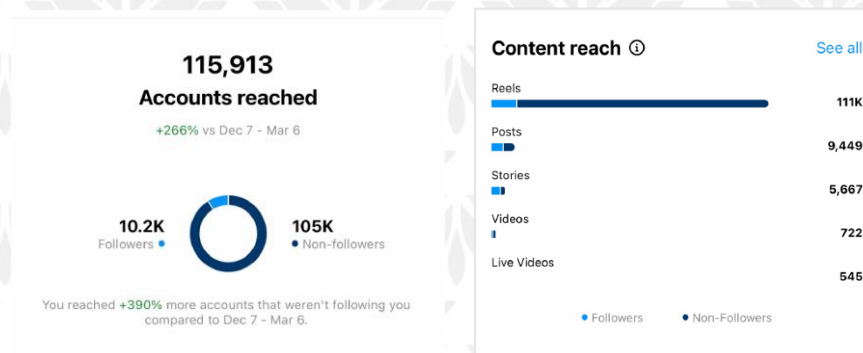 115,913
Accounts reached
+266% vs Dec 7 - Mar 6
10.2K
Followers
105K
Non-followers
You reached +390% more accounts that weren't following you
compared to Dec 7 - Mar 6.
Content reach
See all
Reels
111K
Posts
9,449
Stories
5,667
Videos
722
Live Videos
545
Followers
Non-Followers